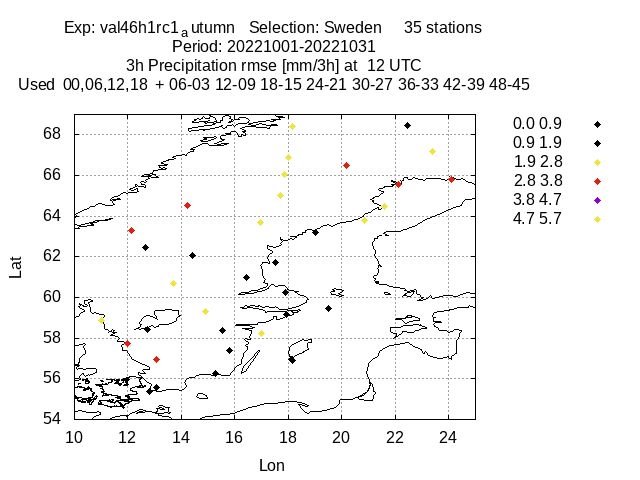 Exp: val46h1rc1autumn Selection: Sweden 35 stations
Period: 20221001-20221031
3h Precipitation rmse [mm/3h] at 12 UTC
Used 00,06,12,18 + 06-03 12-09 18-15 24-21 30-27 36-33 42-39 48-45
0.0 0.9
0.9 1.9
1.9 2.8
2.8 3.8
3.8 4.7
4.7 5.7
68
66
64
62
60
58
56
54
Lat
10 12 14 16 18 20 22 24
Lon